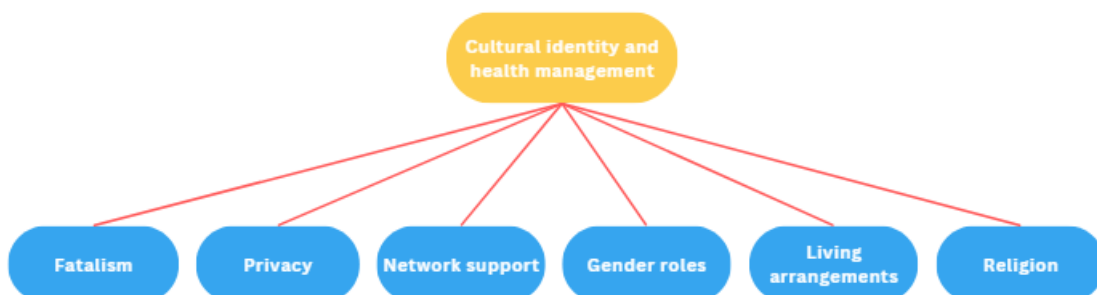 Cultural identity and
health management
Fatalism
Privacy
Network support
Gender roles
Living
arrangements
Religion